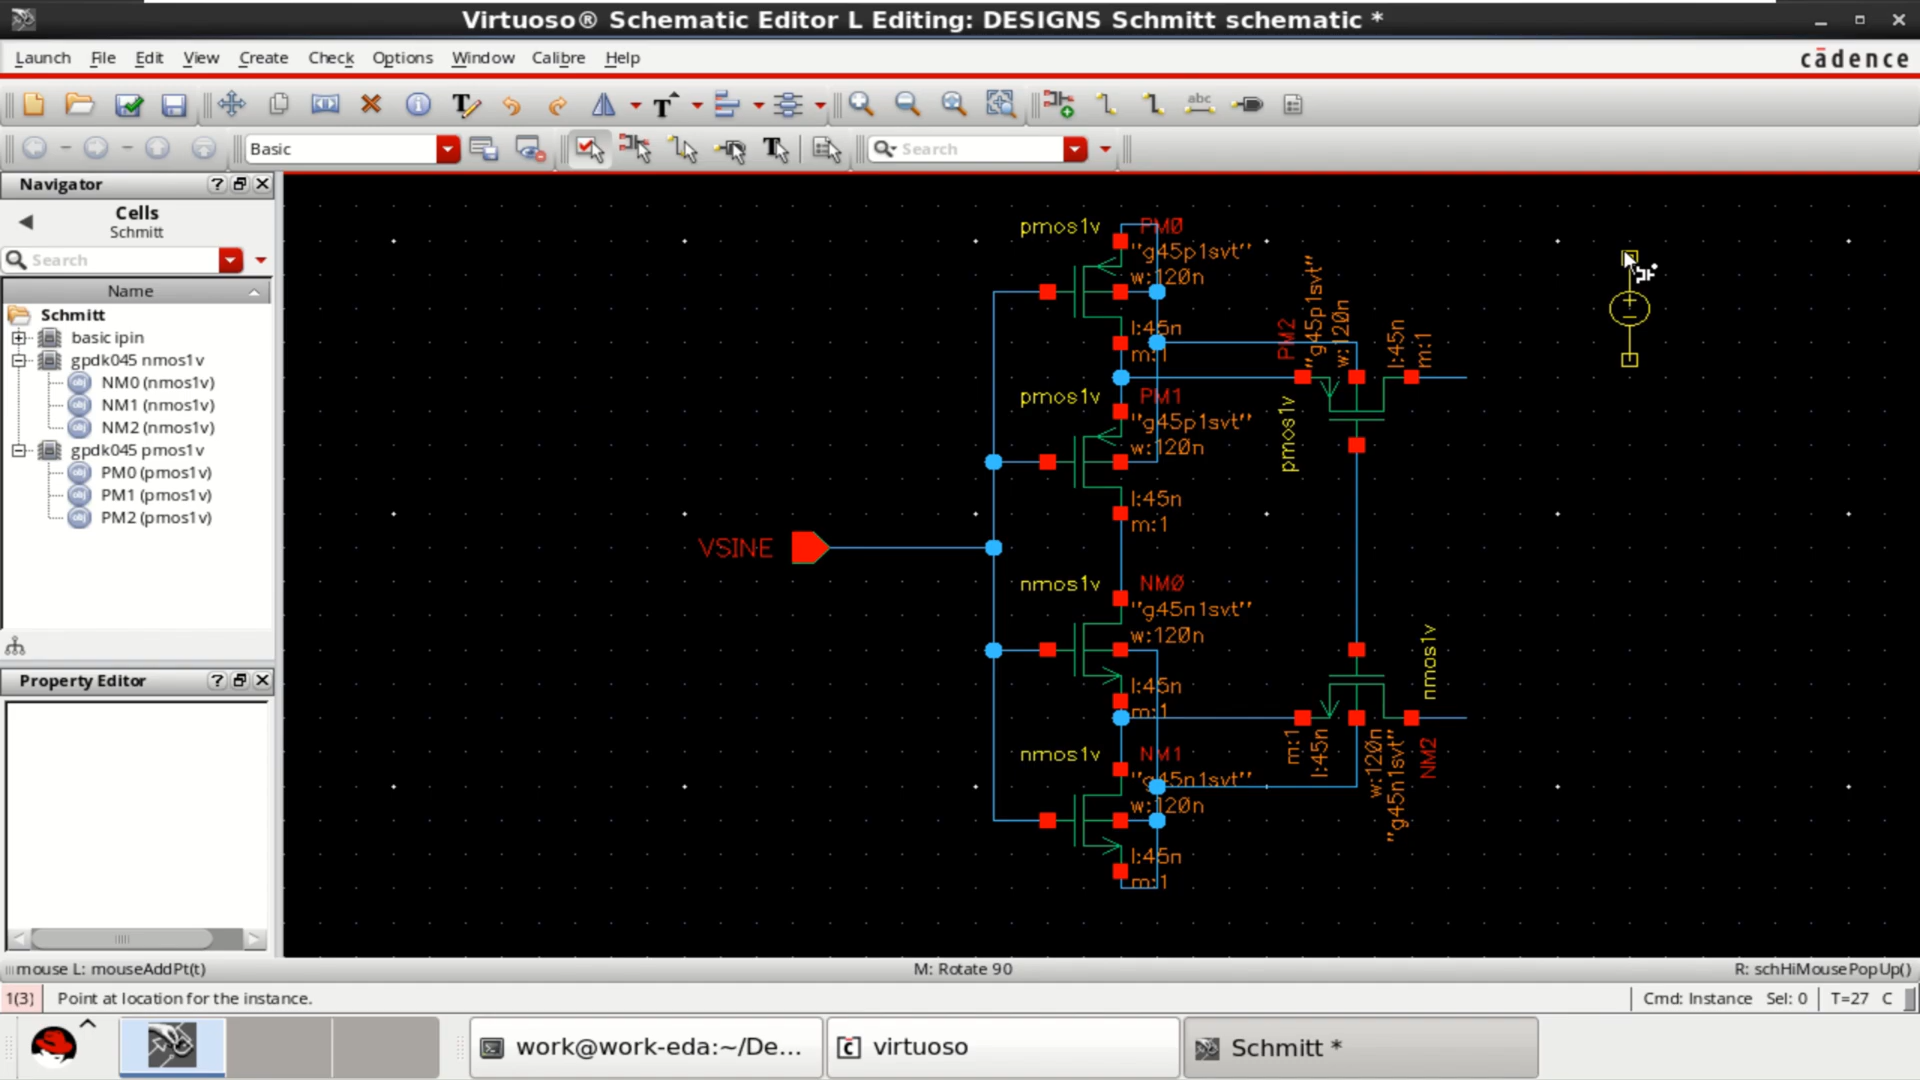 Virtuoso® Schematic Editor L Editing: DESIGNS Schmitt schematic *
Launch File Edit View Create Check Options Window Calibre Help
cādence
abc
Basic
Search
Navigator
Cells
Schmitt
Search
Name
Schmitt
basic ipin
gpdk045 nmos1v
NM0 (nmos1v)
NM1 (nmos1v)
NM2 (nmos1v)
gpdk045 pmos1v
PM0 (pmos1v)
PM1 (pmos1v)
PM2 (pmos1v)
Property Editor
pmos1v PM0
"g45p1svt"
w:120n
l:45n
m:1
pmos1v PM1
"g45p1svt"
w:120n
l:45n
m:1
VSINE
nmos1v NM0
"g45n1svt"
w:120n
l:45n
m:1
nmos1v NM1
"g45n1svt"
w:120n
l:45n
m:1
PM2
"g45p1svt"
w:120n
l:45n
m:1
pmos1v
nmos1v
m:1
l:45n
w:120n
"g45n1svt"
NM2
mouse L: mouseAddPt(t) M: Rotate 90 R: schHiMousePopUp()
1(3) Point at location for the instance. Cmd: Instance Sel: 0 T=27 C
work@work-eda:~/De... virtuoso Schmitt *